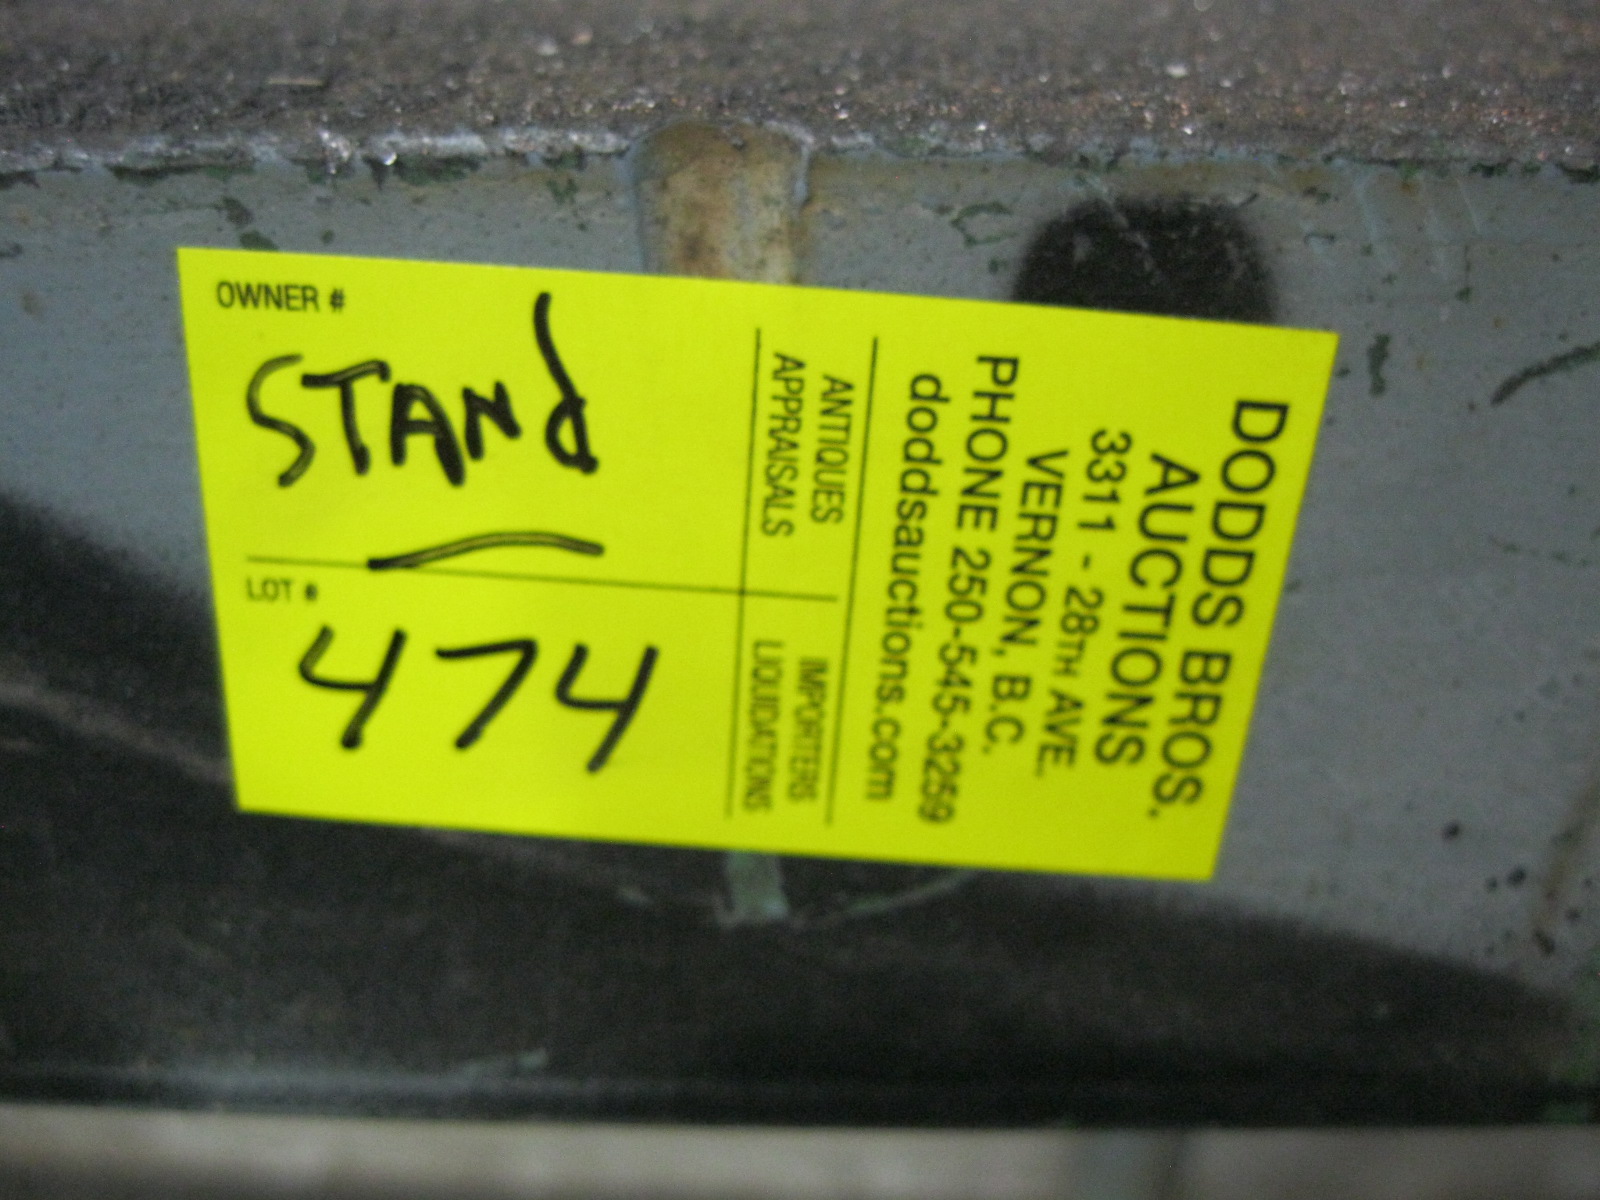 OWNER #
STANd
LOT #
474
ANTIQUES
APPRAISALS
IMPORTERS
LIQUIDATIONS
DODDS BROS.
AUCTIONS
3311 - 28TH AVE.
VERNON, B.C.
PHONE 250-545-3259
doddsauctions.com